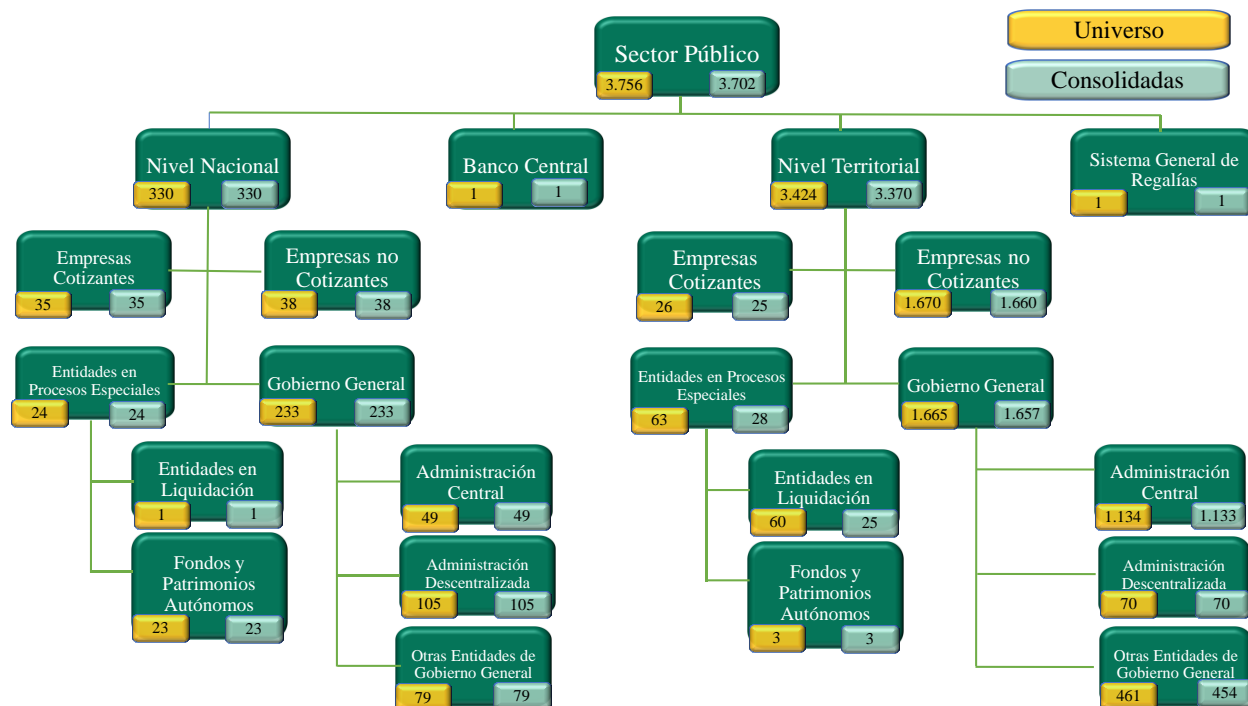 Sector Público
3.756 3.702
Universo
Consolidadas
Nivel Nacional
330 330
Banco Central
1 1
Nivel Territorial
3.424 3.370
Sistema General de
Regalías
1 1
Empresas
Cotizantes
35 35
Empresas no
Cotizantes
38 38
Empresas
Cotizantes
26 25
Empresas no
Cotizantes
1.670 1.660
Entidades en
Procesos Especiales
24 24
Gobierno General
233 233
Entidades en Procesos
Especiales
63 28
Gobierno General
1.665 1.657
Entidades en
Liquidación
1 1
Administración
Central
49 49
Entidades en
Liquidación
60 25
Administración
Central
1.134 1.133
Fondos y
Patrimonios
Autónomos
23 23
Administración
Descentralizada
105 105
Fondos y
Patrimonios
Autónomos
3 3
Administración
Descentralizada
70 70
Otras Entidades de
Gobierno General
79 79
Otras Entidades de
Gobierno General
461 454